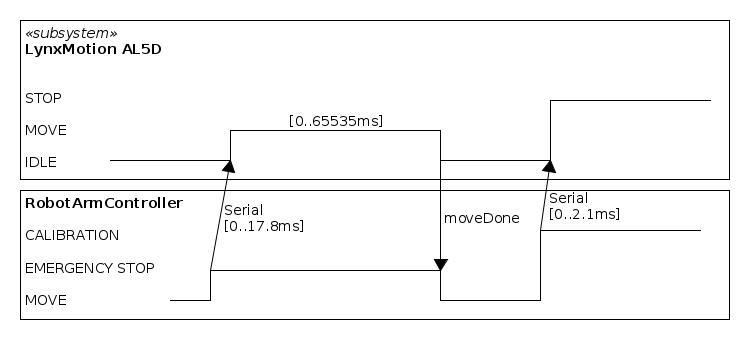 «subsystem»
LynxMotion AL5D
STOP
[0..65535ms]
MOVE
IDLE
RobotArmController
Serial
[0..2.1ms]
Serial
[0..17.8ms]
moveDone
CALIBRATION
EMERGENCY STOP
MOVE